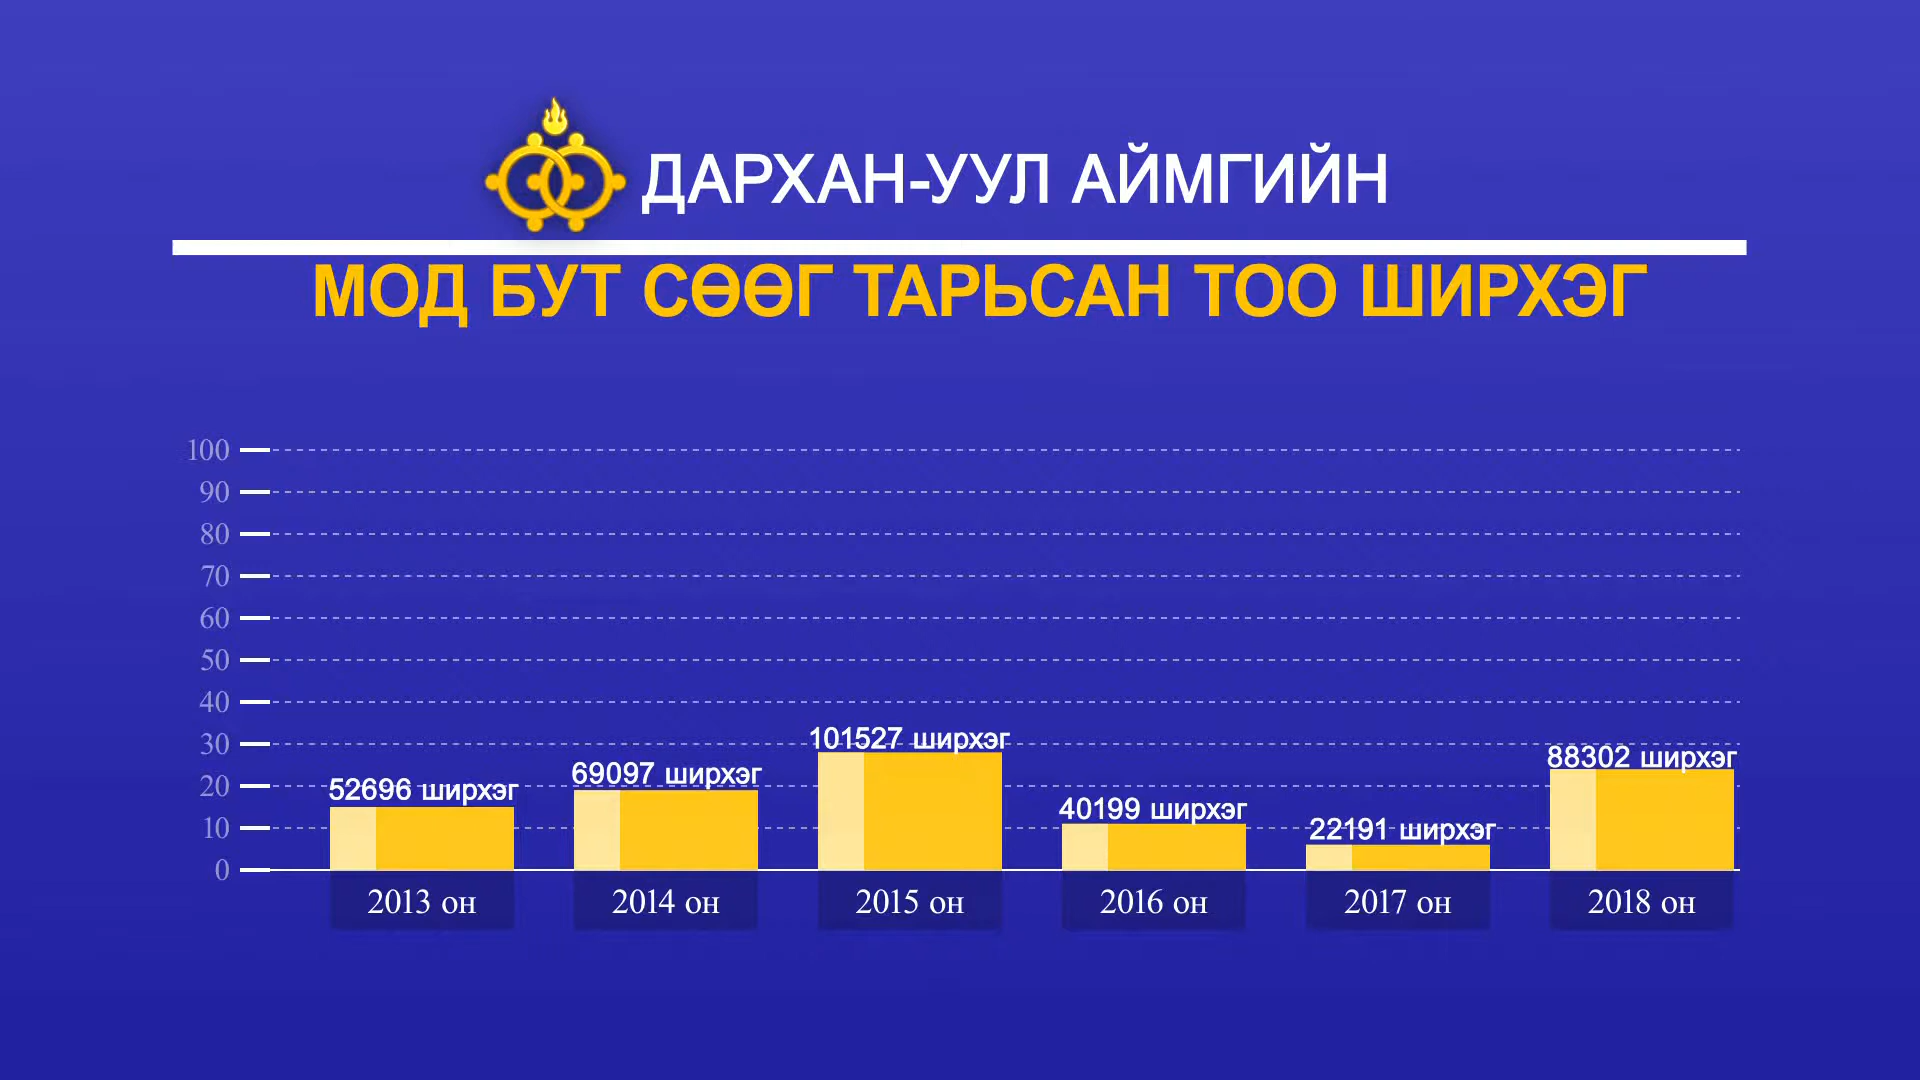 ДАРХАН-УУЛ АЙМГИЙН
МОД БУТ СӨӨГ ТАРЬСАН ТОО ШИРХЭГ
100
90
80
70
60
50
40
30
20
10
0
52696 ширхэг
69097 ширхэг
101527 ширхэг
40199 ширхэг
22191 ширхэг
88302 ширхэг
2013 он
2014 он
2015 он
2016 он
2017 он
2018 он